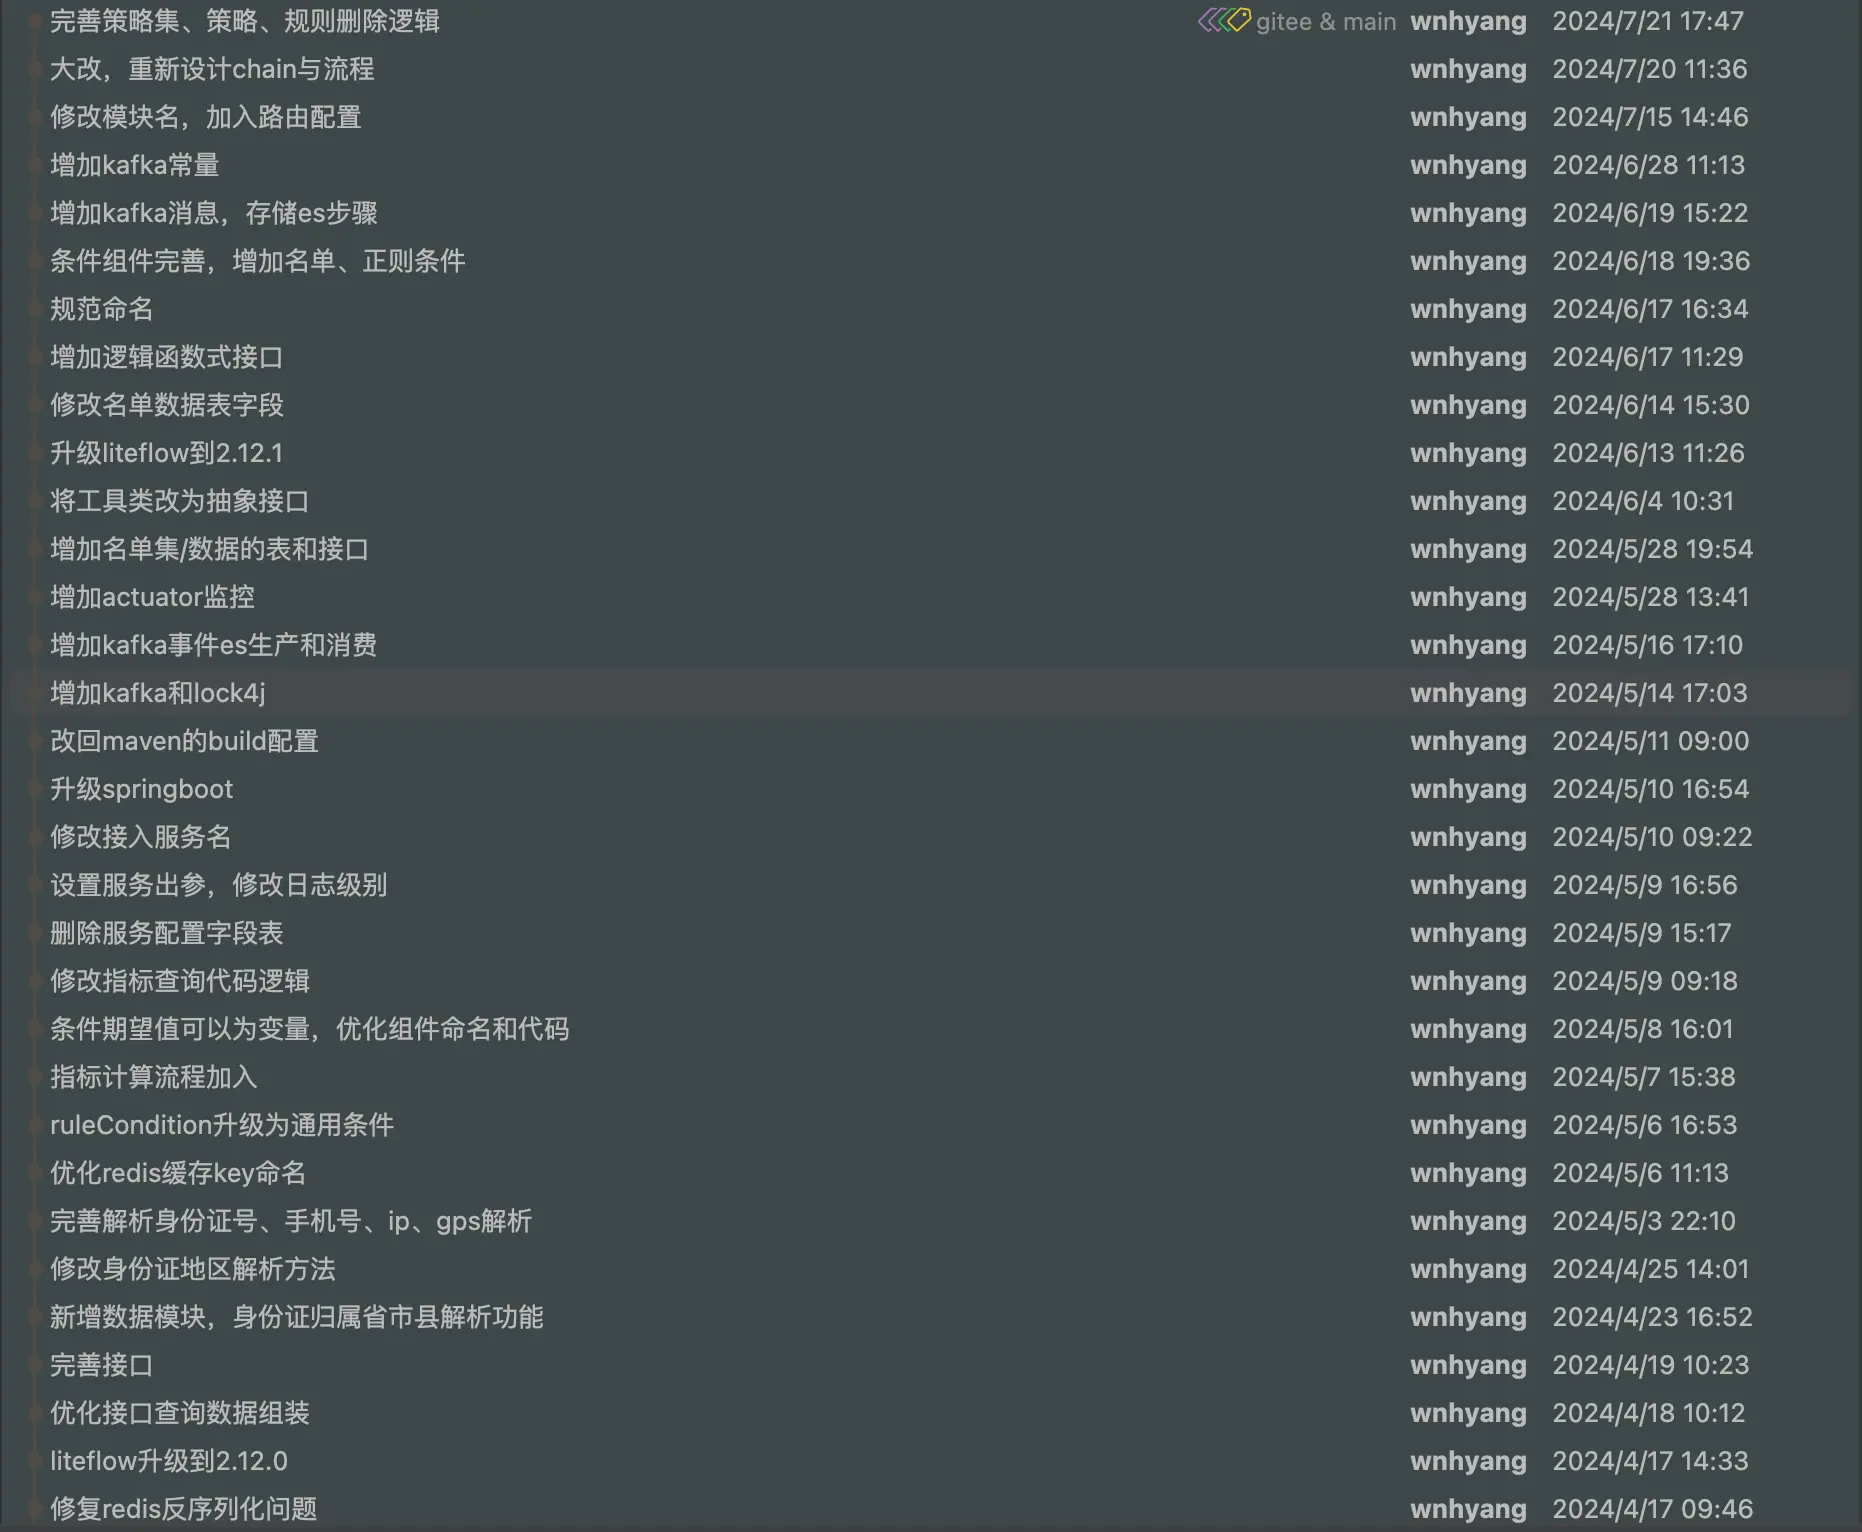 完善策略集、策略、规则删除逻辑 gitee & main wnhyang 2024/7/21 17:47
大改，重新设计chain与流程 wnhyang 2024/7/20 11:36
修改模块名，加入路由配置 wnhyang 2024/7/15 14:46
增加kafka常量 wnhyang 2024/6/28 11:13
增加kafka消息，存储es步骤 wnhyang 2024/6/19 15:22
条件组件完善，增加名单、正则条件 wnhyang 2024/6/18 19:36
规范命名 wnhyang 2024/6/17 16:34
增加逻辑函数式接口 wnhyang 2024/6/17 11:29
修改名单数据表字段 wnhyang 2024/6/14 15:30
升级liteflow到2.12.1 wnhyang 2024/6/13 11:26
将工具类改为抽象接口 wnhyang 2024/6/4 10:31
增加名单集/数据的表和接口 wnhyang 2024/5/28 19:54
增加actuator监控 wnhyang 2024/5/28 13:41
增加kafka事件es生产和消费 wnhyang 2024/5/16 17:10
增加kafka和lock4j wnhyang 2024/5/14 17:03
改回maven的build配置 wnhyang 2024/5/11 09:00
升级springboot wnhyang 2024/5/10 16:54
修改接入服务名 wnhyang 2024/5/10 09:22
设置服务出参，修改日志级别 wnhyang 2024/5/9 16:56
删除服务配置字段表 wnhyang 2024/5/9 15:17
修改指标查询代码逻辑 wnhyang 2024/5/9 09:18
条件期望值可以为变量，优化组件命名和代码 wnhyang 2024/5/8 16:01
指标计算流程加入 wnhyang 2024/5/7 15:38
ruleCondition升级为通用条件 wnhyang 2024/5/6 16:53
优化redis缓存key命名 wnhyang 2024/5/6 11:13
完善解析身份证号、手机号、ip、gps解析 wnhyang 2024/5/3 22:10
修改身份证地区解析方法 wnhyang 2024/4/25 14:01
新增数据模块，身份证归属省市县解析功能 wnhyang 2024/4/23 16:52
完善接口 wnhyang 2024/4/19 10:23
优化接口查询数据组装 wnhyang 2024/4/18 10:12
liteflow升级到2.12.0 wnhyang 2024/4/17 14:33
修复redis反序列化问题 wnhyang 2024/4/17 09:46